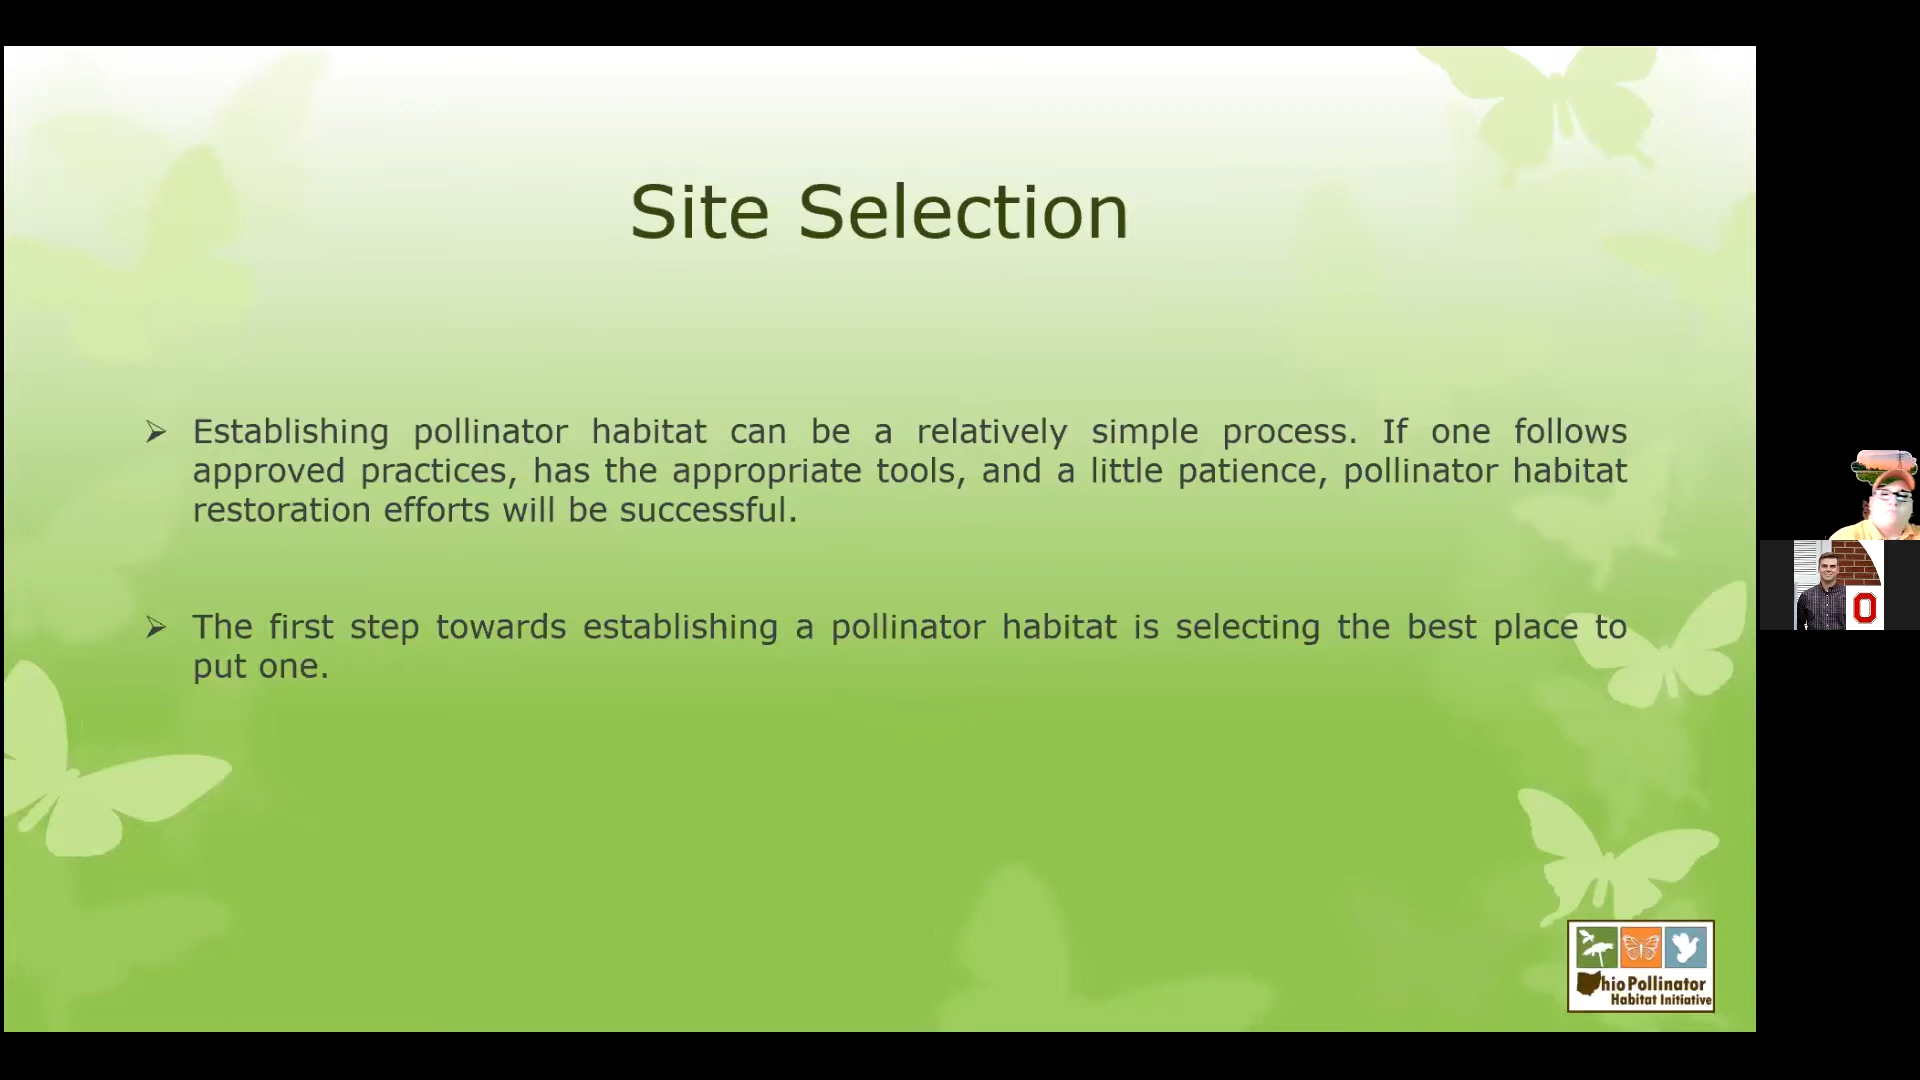 Site Selection
Establishing pollinator habitat can be a relatively simple process. If one follows
approved practices, has the appropriate tools, and a little patience, pollinator habitat
restoration efforts will be successful.
The first step towards establishing a pollinator habitat is selecting the best place to
put one.
O
hio Pollinator
Habitat Initiative